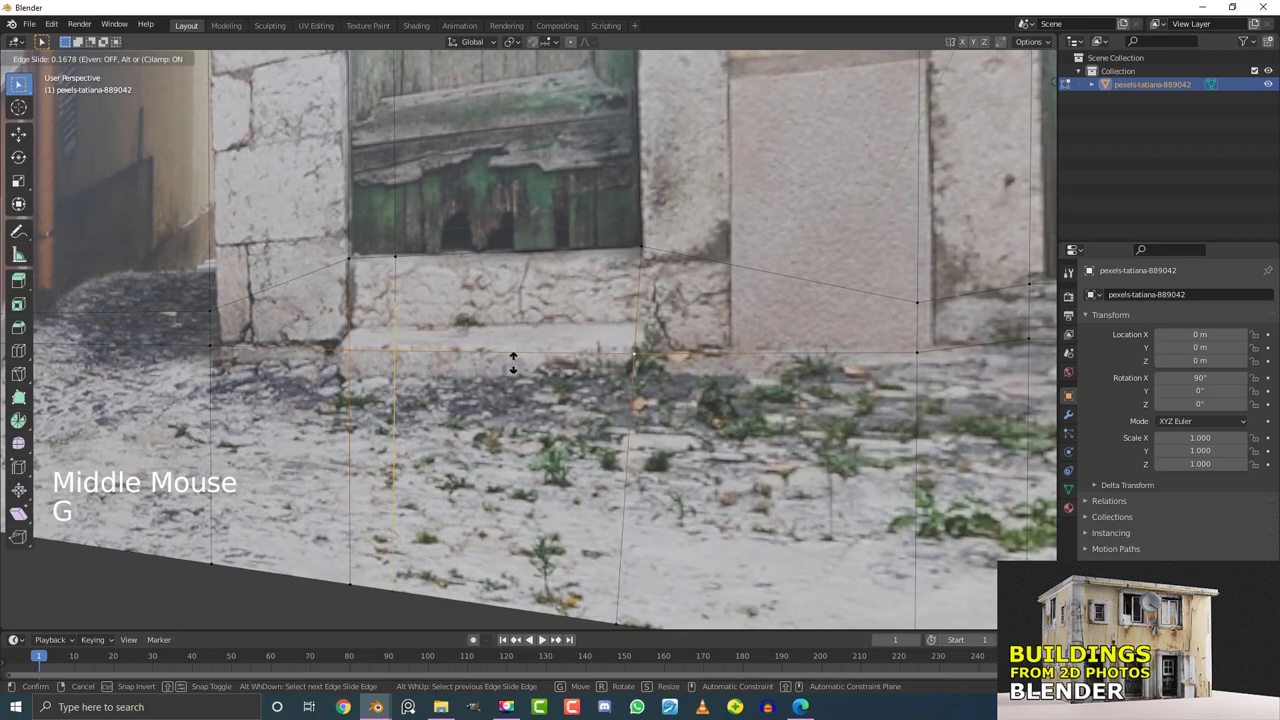 Blender
File Edit Render Window Help
Layout Modeling Sculpting UV Editing Texture Paint Shading Animation Rendering Compositing Scripting +
Scene View Layer
Global X Y Z Options
Edge Slide: 0.1678 (E)ven: OFF, Alt or (C)lamp: ON
User Perspective
(1) pexels-tatiana-889042
Scene Collection
Collection
pexels-tatiana-889042
pexels-tatiana-889042
pexels-tatiana-889042
Transform
Location X 0 m
Y 0 m
Z 0 m
Rotation X 90°
Y 0°
Z 0°
Mode XYZ Euler
Scale X 1.000
Y 1.000
Z 1.000
Delta Transform
Relations
Collections
Instancing
Motion Paths
Middle Mouse
G
BUILDINGS
FROM 2D PHOTOS
BLENDER
Playback Keying View Marker 1 Start 1
1 10 20 30 40 50 60 70 80 90 100 110 120 130 140 150 160 170 180 190 200 210 220 230 240
Confirm Cancel Snap Invert Snap Toggle Alt WhDown: Select next Edge Slide Edge Alt WhUp: Select previous Edge Slide Edge G Move R Rotate S Resize Automatic Constraint Automatic Constraint Plane
Type here to search